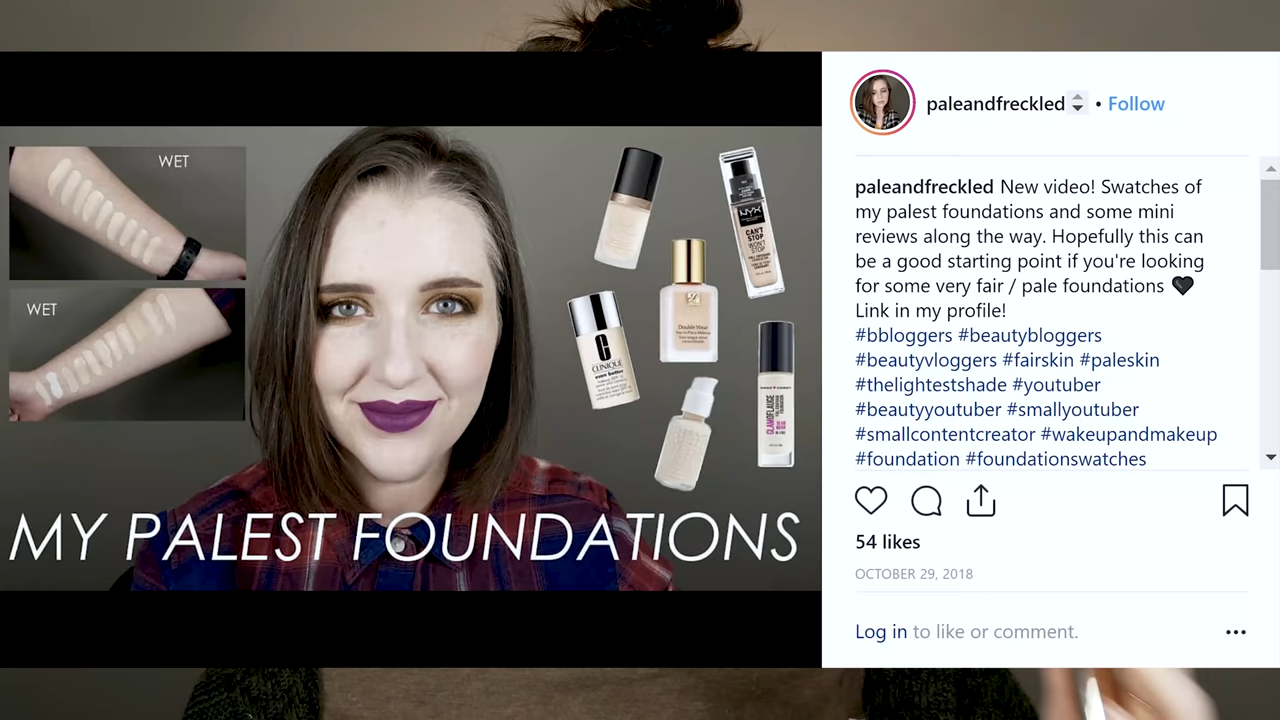 WET
WET
MY PALEST FOUNDATIONS
NYX
CAN'T
STOP
WON'T
STOP
Double Wear
CLINIQUE
even better
GLAMOFLAUGE
paleandfreckled • Follow
paleandfreckled New video! Swatches of
my palest foundations and some mini
reviews along the way. Hopefully this can
be a good starting point if you're looking
for some very fair / pale foundations 🖤
Link in my profile!
#bbloggers #beautybloggers
#beautyvloggers #fairskin #paleskin
#thelightestshade #youtuber
#beautyyoutuber #smallyoutuber
#smallcontentcreator #wakeupandmakeup
#foundation #foundationswatches
54 likes
OCTOBER 29, 2018
Log in to like or comment.